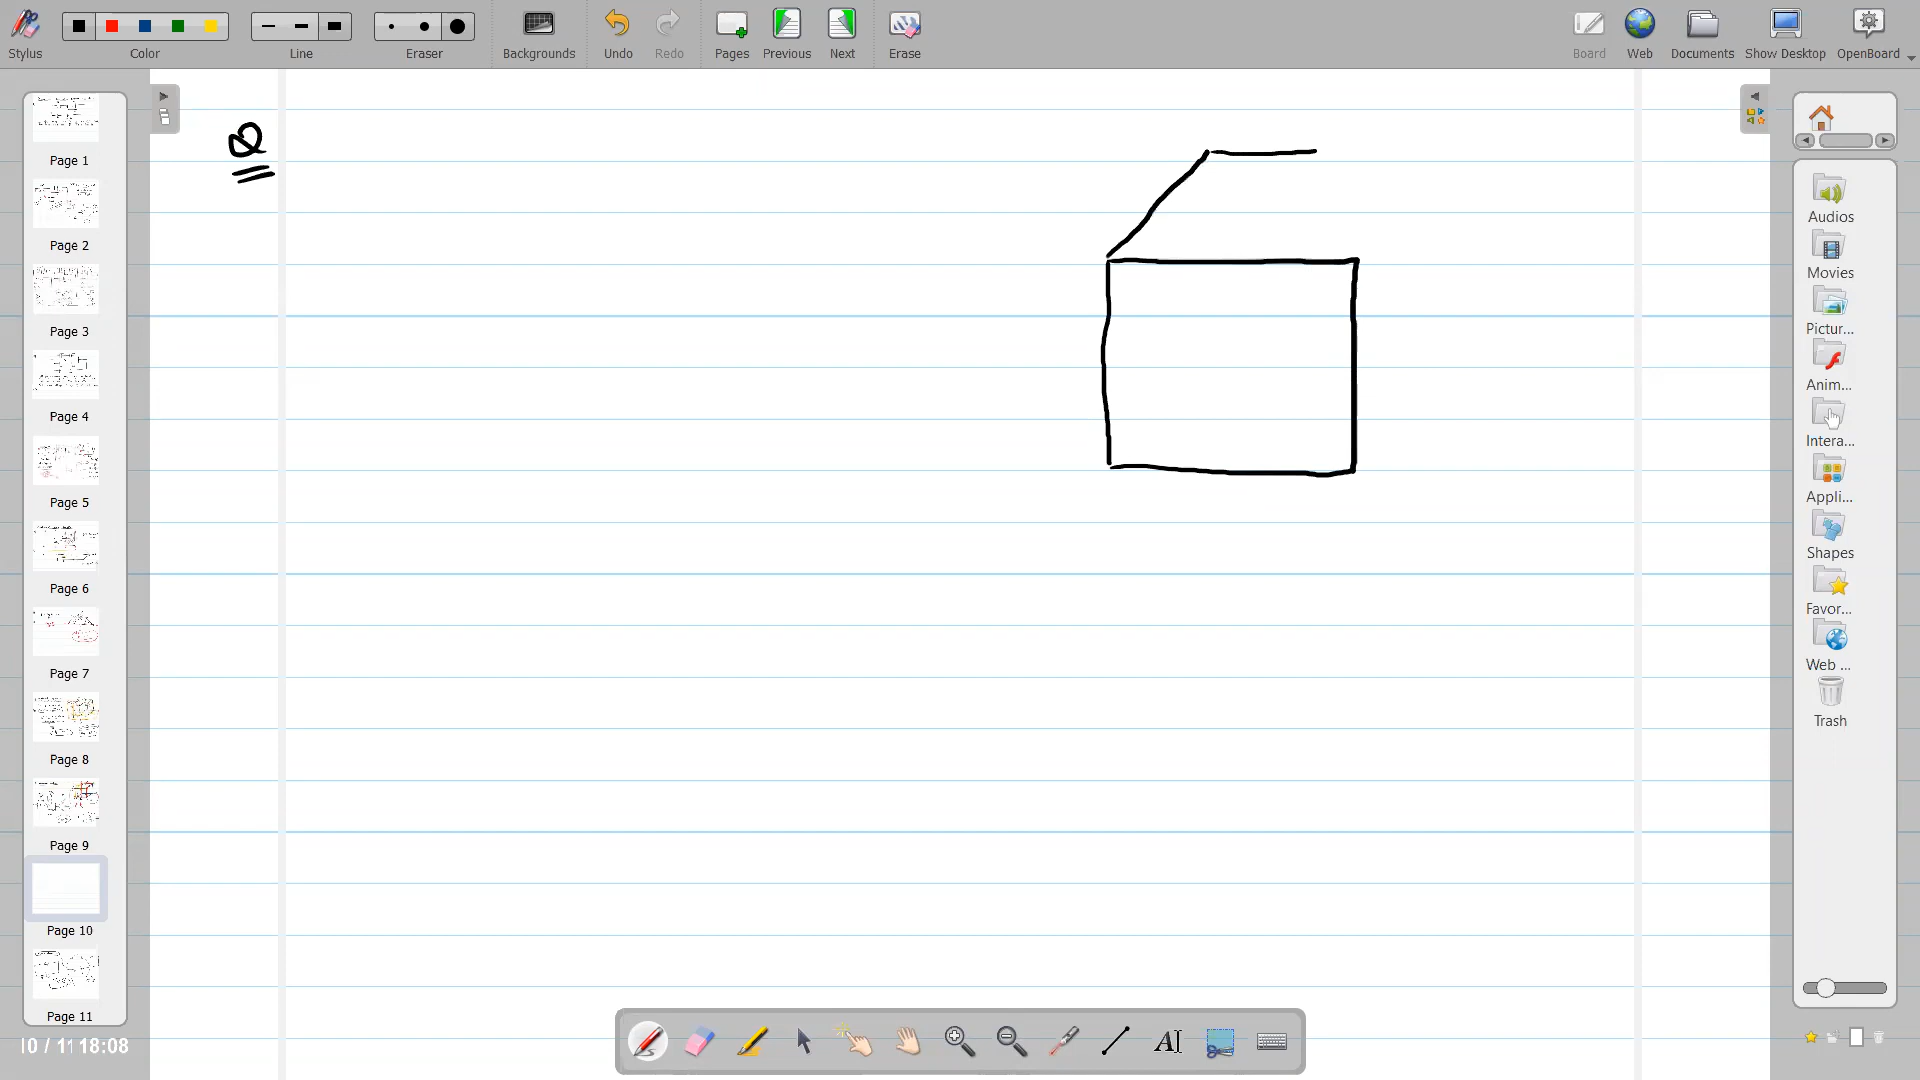 Stylus
Color
Line
Eraser
Backgrounds
Undo
Redo
Pages
Previous
Next
Erase
Board
Web
Documents
Show Desktop
OpenBoard
Q
Page 1
Page 2
Page 3
Page 4
Page 5
Page 6
Page 7
Page 8
Page 9
Page 10
Page 11
18:08
Audios
Movies
Pictur...
Anim...
Intera...
Appli...
Shapes
Favor...
Web ...
Trash